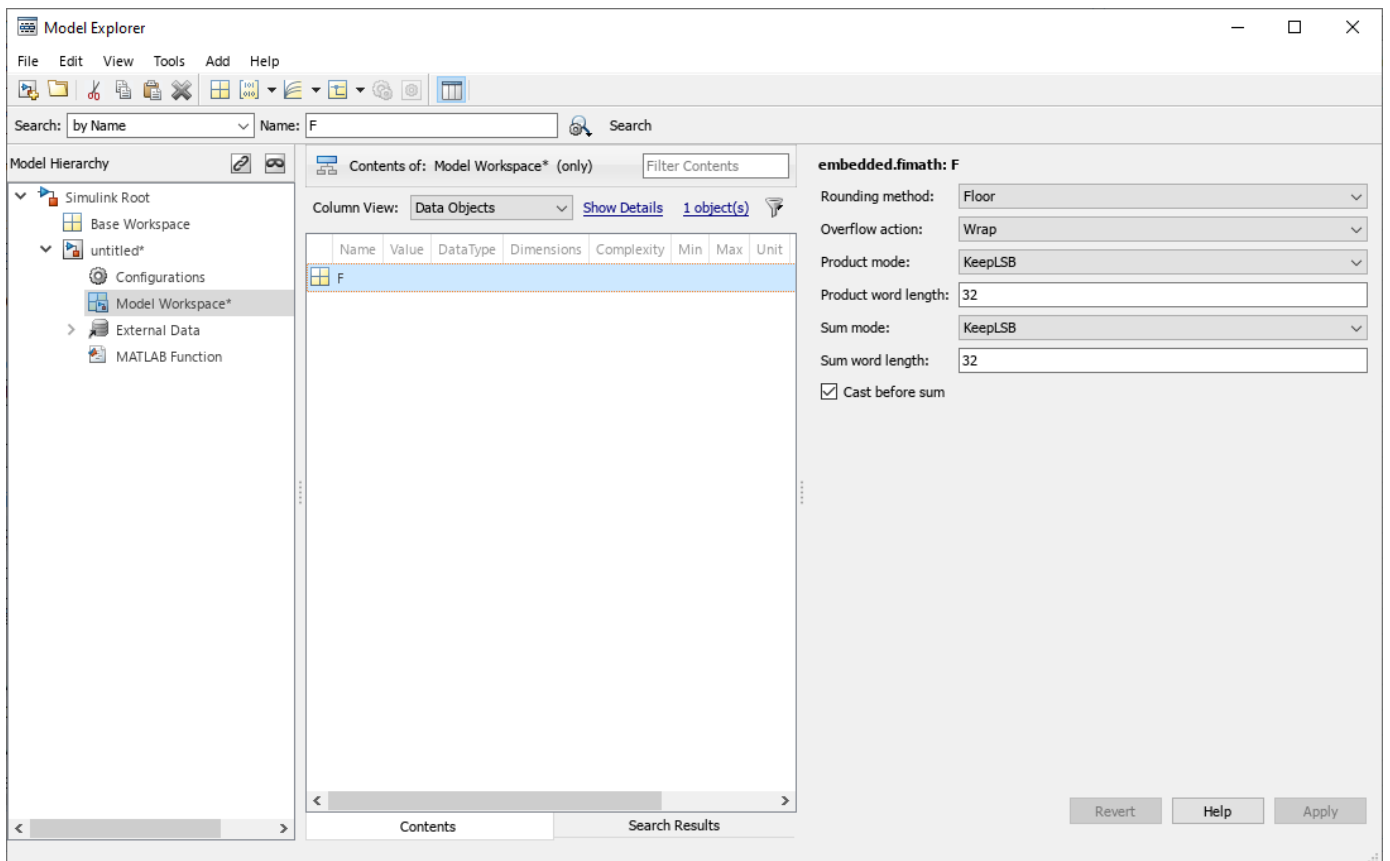 Model Explorer
File Edit View Tools Add Help
Search: by Name Name: F Search
Model Hierarchy
Simulink Root
Base Workspace
untitled*
Configurations
Model Workspace*
External Data
MATLAB Function
Contents of: Model Workspace* (only) Filter Contents
Column View: Data Objects Show Details 1 object(s)
Name Value DataType Dimensions Complexity Min Max Unit
F
Contents Search Results
embedded.fimath: F
Rounding method: Floor
Overflow action: Wrap
Product mode: KeepLSB
Product word length: 32
Sum mode: KeepLSB
Sum word length: 32
Cast before sum
Revert Help Apply